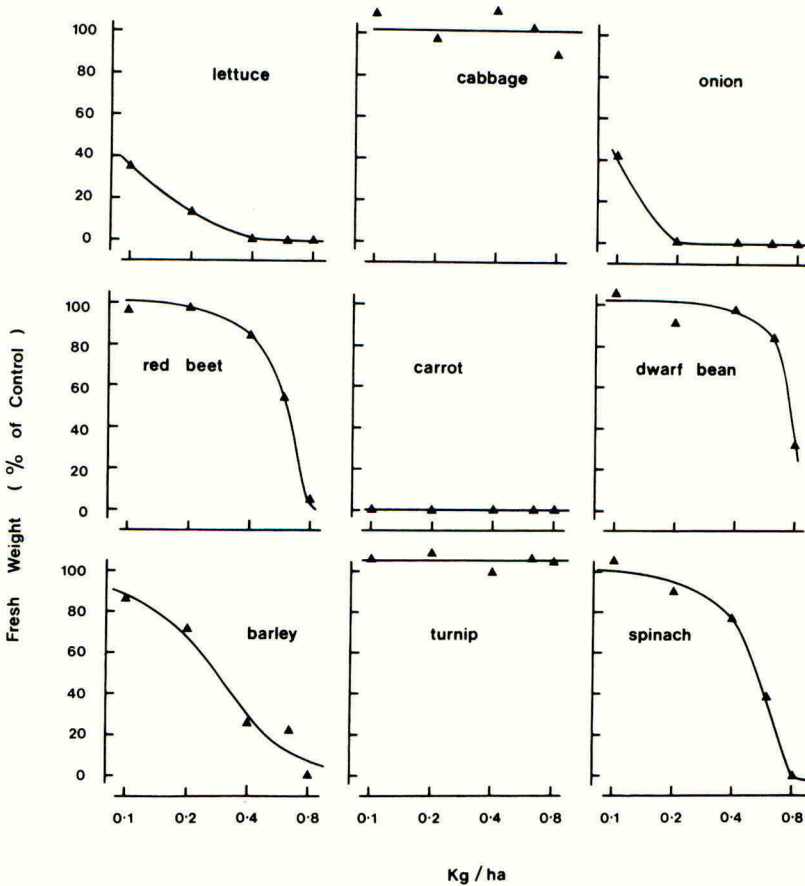 100
80
60
40
20
0
lettuce
cabbage
onion
100
80
60
40
20
0
red beet
carrot
dwarf bean
100
80
60
40
20
0
barley
turnip
spinach
0·1 0·2 0·4 0·8
0·1 0·2 0·4 0·8
0·1 0·2 0·4 0·8
Kg/ha
Fresh Weight ( % of Control )